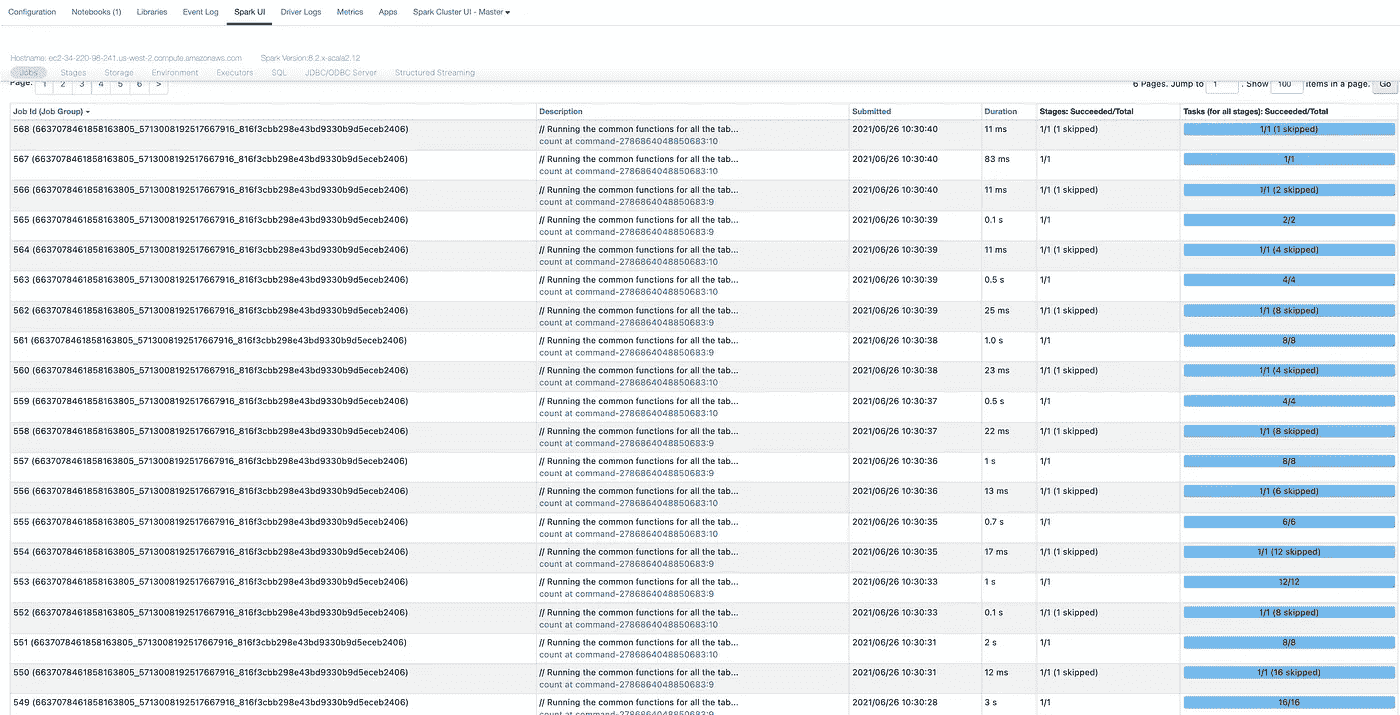 Configuration Notebooks (1) Libraries Event Log Spark UI Driver Logs Metrics Apps Spark Cluster UI - Master
Hostname: ec2-34-220-98-241.us-west-2.compute.amazonaws.com Spark Version:8.2.x-scala2.12
Jobs Stages Storage Environment Executors SQL JDBC/ODBC Server Structured Streaming
Page: 1 2 3 4 5 6 > 6 Pages. Jump to 1 . Show 100 items in a page. Go
Job Id (Job Group) Description Submitted Duration Stages: Succeeded/Total Tasks (for all stages): Succeeded/Total
568 (6637078461858163805_5713008192517667916_816f3cbb298e43bd9330b9d5eceb2406) // Running the common functions for all the tab... 2021/06/26 10:30:40 11 ms 1/1 (1 skipped) 1/1 (1 skipped)
count at command-2786864048850683:10
567 (6637078461858163805_5713008192517667916_816f3cbb298e43bd9330b9d5eceb2406) // Running the common functions for all the tab... 2021/06/26 10:30:40 83 ms 1/1 1/1
count at command-2786864048850683:10
566 (6637078461858163805_5713008192517667916_816f3cbb298e43bd9330b9d5eceb2406) // Running the common functions for all the tab... 2021/06/26 10:30:40 11 ms 1/1 (1 skipped) 1/1 (2 skipped)
count at command-2786864048850683:9
565 (6637078461858163805_5713008192517667916_816f3cbb298e43bd9330b9d5eceb2406) // Running the common functions for all the tab... 2021/06/26 10:30:39 0.1 s 1/1 2/2
count at command-2786864048850683:9
564 (6637078461858163805_5713008192517667916_816f3cbb298e43bd9330b9d5eceb2406) // Running the common functions for all the tab... 2021/06/26 10:30:39 11 ms 1/1 (1 skipped) 1/1 (4 skipped)
count at command-2786864048850683:10
563 (6637078461858163805_5713008192517667916_816f3cbb298e43bd9330b9d5eceb2406) // Running the common functions for all the tab... 2021/06/26 10:30:39 0.5 s 1/1 4/4
count at command-2786864048850683:10
562 (6637078461858163805_5713008192517667916_816f3cbb298e43bd9330b9d5eceb2406) // Running the common functions for all the tab... 2021/06/26 10:30:39 25 ms 1/1 (1 skipped) 1/1 (8 skipped)
count at command-2786864048850683:9
561 (6637078461858163805_5713008192517667916_816f3cbb298e43bd9330b9d5eceb2406) // Running the common functions for all the tab... 2021/06/26 10:30:38 1.0 s 1/1 8/8
count at command-2786864048850683:9
560 (6637078461858163805_5713008192517667916_816f3cbb298e43bd9330b9d5eceb2406) // Running the common functions for all the tab... 2021/06/26 10:30:38 23 ms 1/1 (1 skipped) 1/1 (4 skipped)
count at command-2786864048850683:10
559 (6637078461858163805_5713008192517667916_816f3cbb298e43bd9330b9d5eceb2406) // Running the common functions for all the tab... 2021/06/26 10:30:37 0.5 s 1/1 4/4
count at command-2786864048850683:10
558 (6637078461858163805_5713008192517667916_816f3cbb298e43bd9330b9d5eceb2406) // Running the common functions for all the tab... 2021/06/26 10:30:37 22 ms 1/1 (1 skipped) 1/1 (8 skipped)
count at command-2786864048850683:9
557 (6637078461858163805_5713008192517667916_816f3cbb298e43bd9330b9d5eceb2406) // Running the common functions for all the tab... 2021/06/26 10:30:36 1 s 1/1 8/8
count at command-2786864048850683:9
556 (6637078461858163805_5713008192517667916_816f3cbb298e43bd9330b9d5eceb2406) // Running the common functions for all the tab... 2021/06/26 10:30:36 13 ms 1/1 (1 skipped) 1/1 (6 skipped)
count at command-2786864048850683:10
555 (6637078461858163805_5713008192517667916_816f3cbb298e43bd9330b9d5eceb2406) // Running the common functions for all the tab... 2021/06/26 10:30:35 0.7 s 1/1 6/6
count at command-2786864048850683:10
554 (6637078461858163805_5713008192517667916_816f3cbb298e43bd9330b9d5eceb2406) // Running the common functions for all the tab... 2021/06/26 10:30:35 17 ms 1/1 (1 skipped) 1/1 (12 skipped)
count at command-2786864048850683:9
553 (6637078461858163805_5713008192517667916_816f3cbb298e43bd9330b9d5eceb2406) // Running the common functions for all the tab... 2021/06/26 10:30:33 1 s 1/1 12/12
count at command-2786864048850683:9
552 (6637078461858163805_5713008192517667916_816f3cbb298e43bd9330b9d5eceb2406) // Running the common functions for all the tab... 2021/06/26 10:30:33 0.1 s 1/1 (1 skipped) 1/1 (8 skipped)
count at command-2786864048850683:10
551 (6637078461858163805_5713008192517667916_816f3cbb298e43bd9330b9d5eceb2406) // Running the common functions for all the tab... 2021/06/26 10:30:31 2 s 1/1 8/8
count at command-2786864048850683:10
550 (6637078461858163805_5713008192517667916_816f3cbb298e43bd9330b9d5eceb2406) // Running the common functions for all the tab... 2021/06/26 10:30:31 12 ms 1/1 (1 skipped) 1/1 (16 skipped)
count at command-2786864048850683:9
549 (6637078461858163805_5713008192517667916_816f3cbb298e43bd9330b9d5eceb2406) // Running the common functions for all the tab... 2021/06/26 10:30:28 3 s 1/1 16/16
count at command-2786864048850683:9